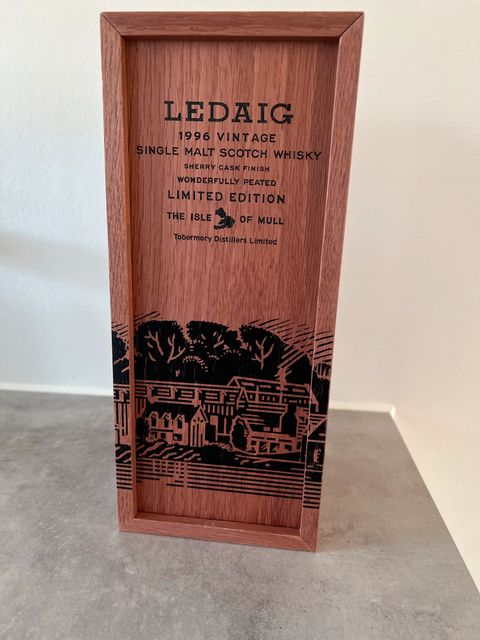 LEDAIG
1996 VINTAGE
SINGLE MALT SCOTCH WHISKY
SHERRY CASK FINISH
WONDERFULLY PEATED
LIMITED EDITION
THE ISLE OF MULL
Tobermory Distillers Limited